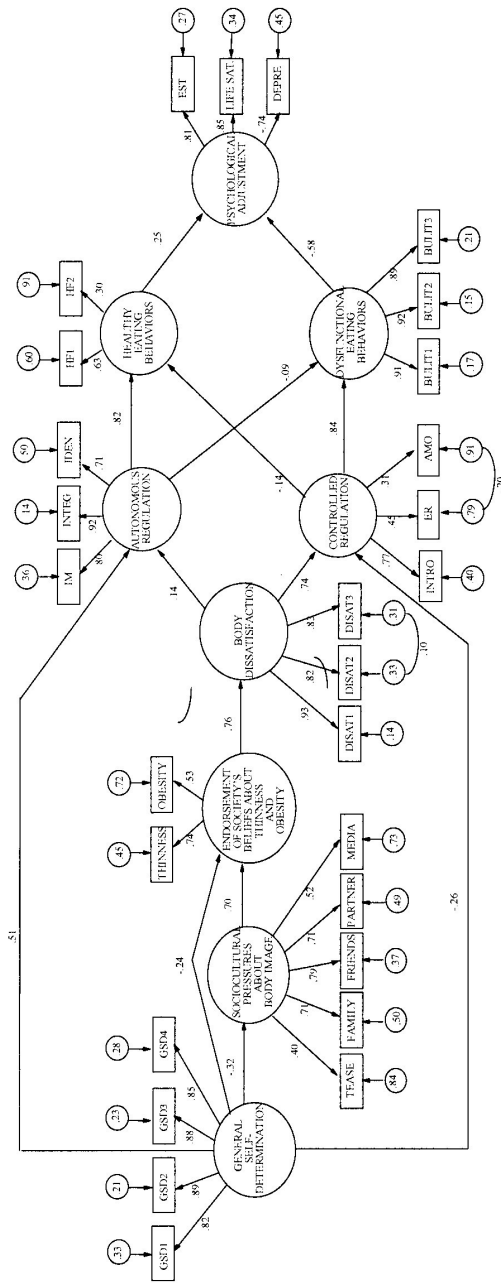 .51
.33
.21
.23
.28
GSD1
GSD2
GSD3
GSD4
.82
.89
.88
.85
GENERAL
SELF-
DETERMINATION
-.24
-.32
SOCIOCULTURAL
PRESSURES
ABOUT
BODY IMAGE
.40
.71
.79
.71
.52
TEASE
FAMILY
FRIENDS
PARTNER
MEDIA
.84
.50
.37
.49
.73
.70
.45
.72
THINNESS
OBESITY
.74
.53
ENDORSEMENT
OF SOCIETY'S
BELIEFS ABOUT
THINNESS
AND
OBESITY
.76
BODY
DISSATISFACTION
.93
.82
.83
DISAT1
DISAT2
DISAT3
.14
.33
.31
.10
.14
.74
.36
.14
.50
IM
INTEG
IDEN
.80
.92
.71
AUTONOMOUS
REGULATION
CONTROLLED
REGULATION
.77
.45
.31
INTRO
ER
AMO
.40
.79
.91
.20
-.26
.82
-.09
-.14
.84
.60
.91
HF1
HF2
.63
.30
HEALTHY
EATING
BEHAVIORS
DYSFUNCTIONAL
EATING
BEHAVIORS
.91
.92
.89
BULIT1
BULIT2
BULIT3
.17
.15
.21
.25
-.58
PSYCHOLOGICAL
ADJUSTMENT
.81
.85
-.74
EST
LIFE SAT.
DEPRE.
.27
.34
.45